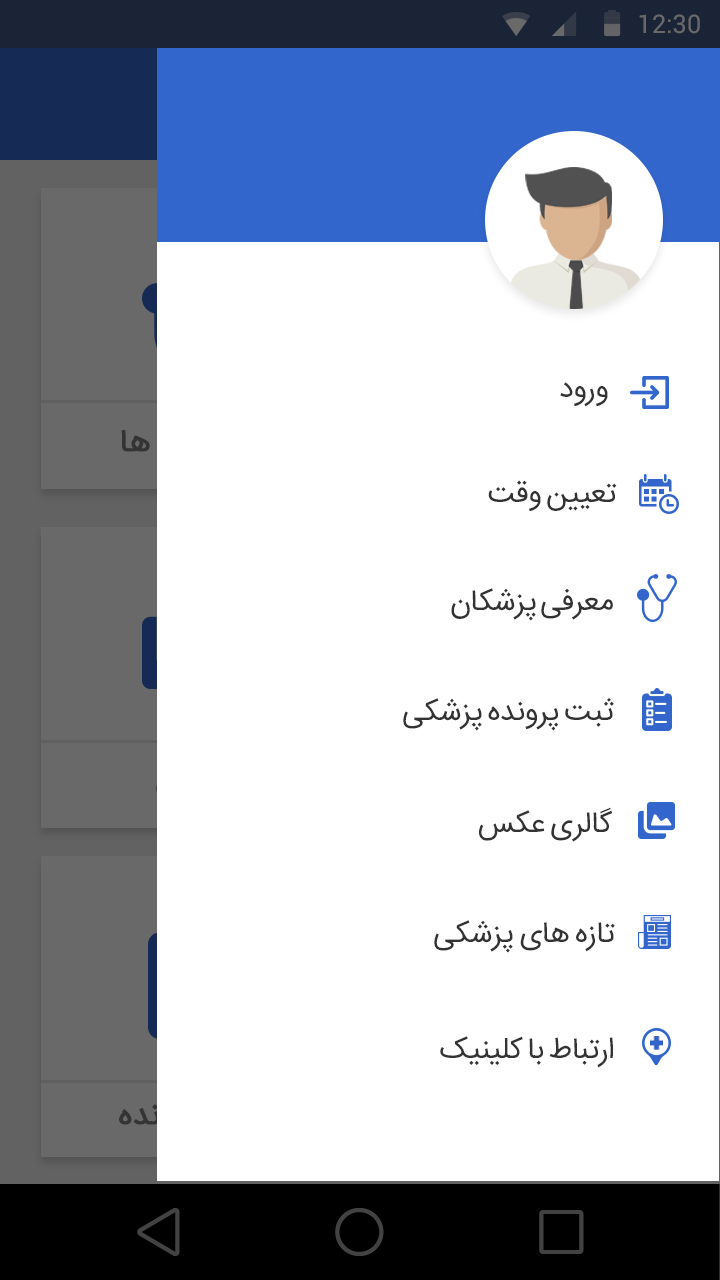 12:30
ورود
تعیین وقت
معرفی پزشکان
ثبت پرونده پزشکی
گالری عکس
تازه های پزشکی
ارتباط با کلینیک
ها